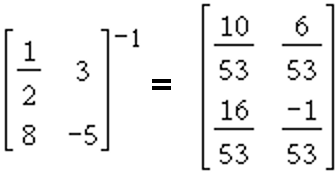 [1/2 3; 8 -5]^-1 = [10/53 6/53; 16/53 -1/53]